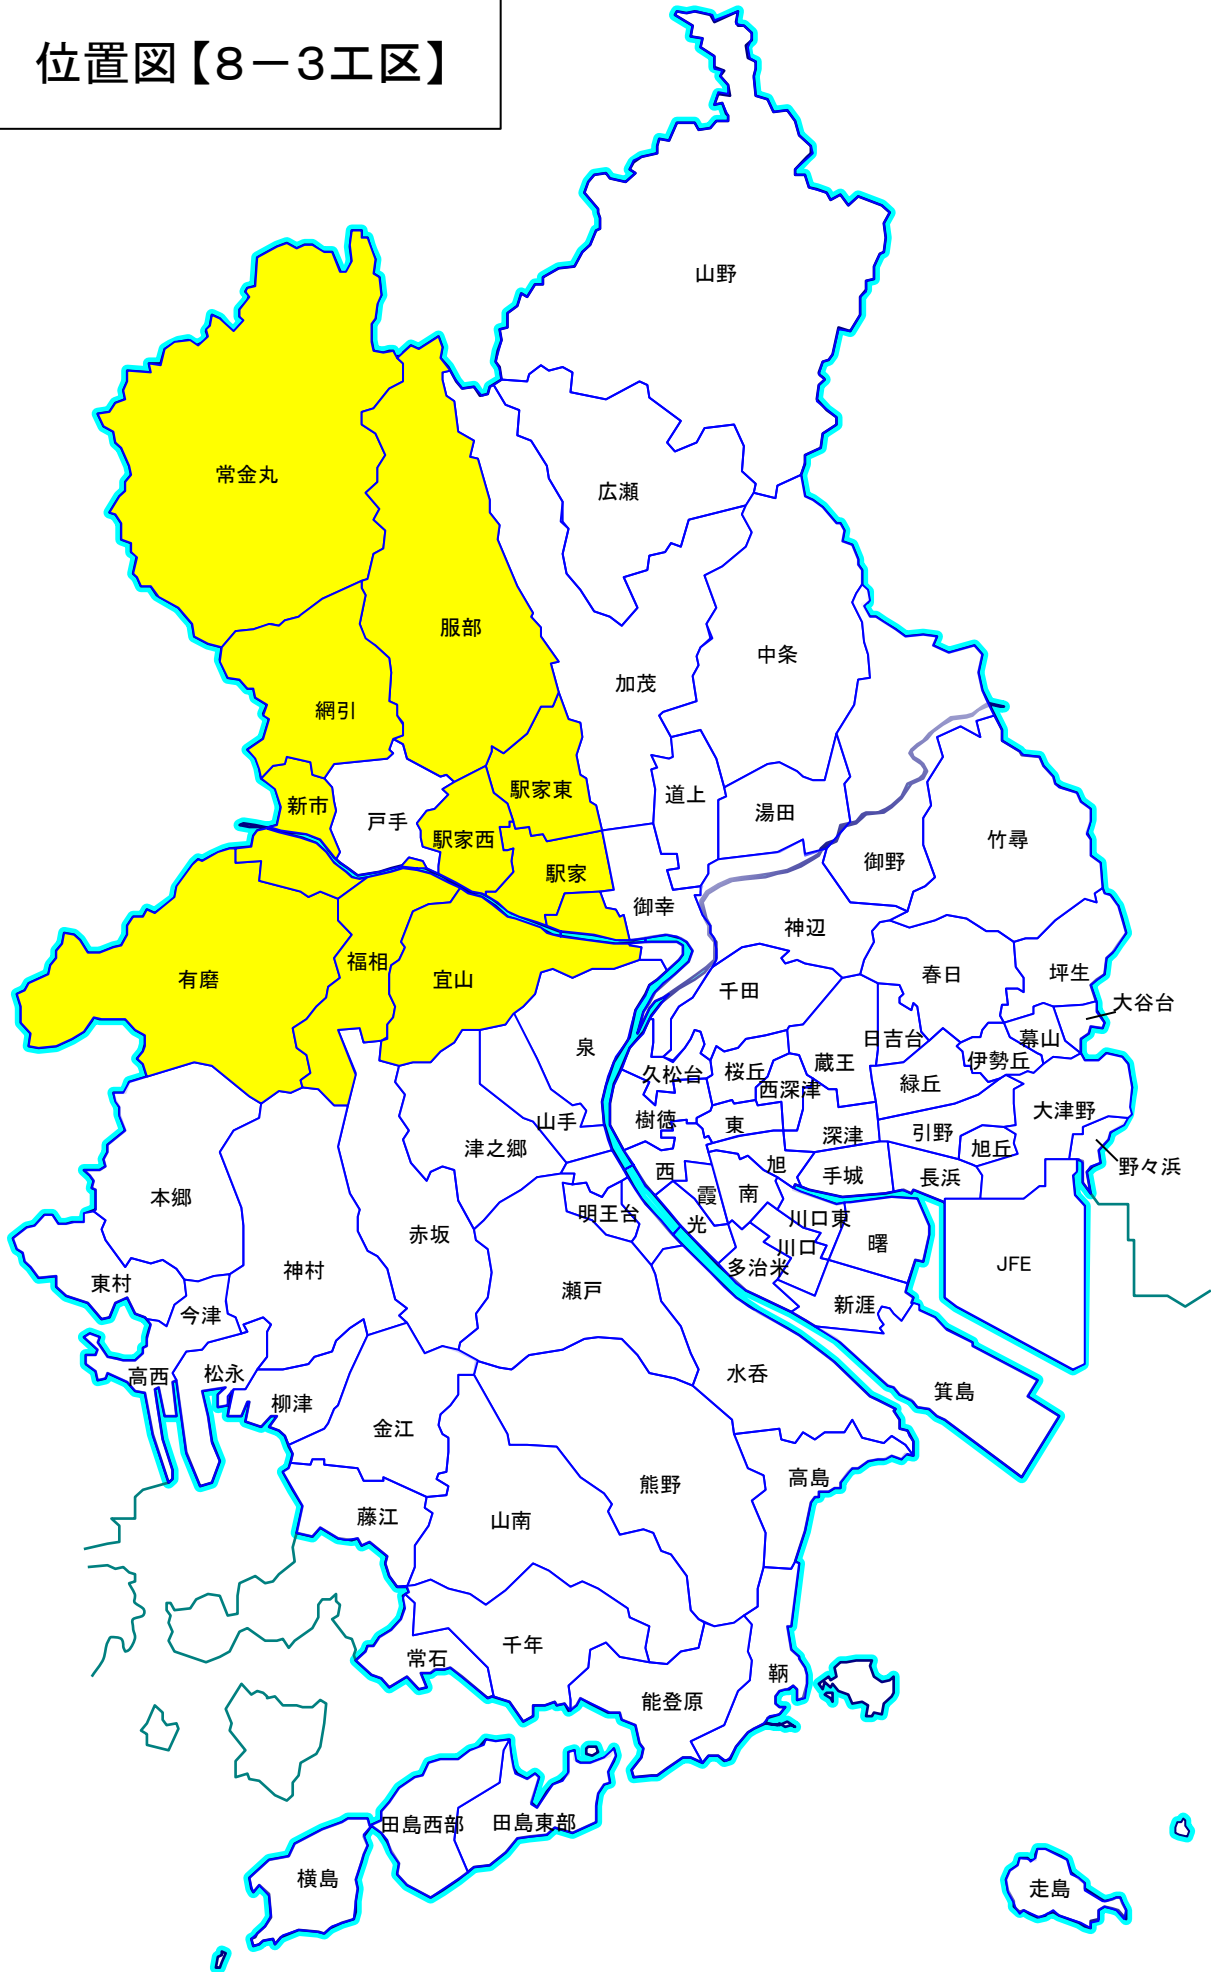 位置図【８－３工区】
山野
常金丸
広瀬
服部
中条
加茂
網引
駅家東
道上
新市
湯田
戸手
駅家西
竹尋
御野
駅家
御幸
神辺
福相
有磨
宜山
春日
坪生
千田
大谷台
日吉台
幕山
泉
伊勢丘
蔵王
桜丘
久松台
緑丘
西深津
大津野
樹徳
山手
東
引野
深津
津之郷
旭丘
旭
野々浜
西
手城
長浜
本郷
霞
南
明王台
光
川口東
赤坂
曙
川口
JFE
多治米
神村
東村
瀬戸
新涯
今津
松永
水呑
高西
箕島
柳津
金江
高島
熊野
藤江
山南
千年
常石
鞆
能登原
田島西部
田島東部
横島
走島